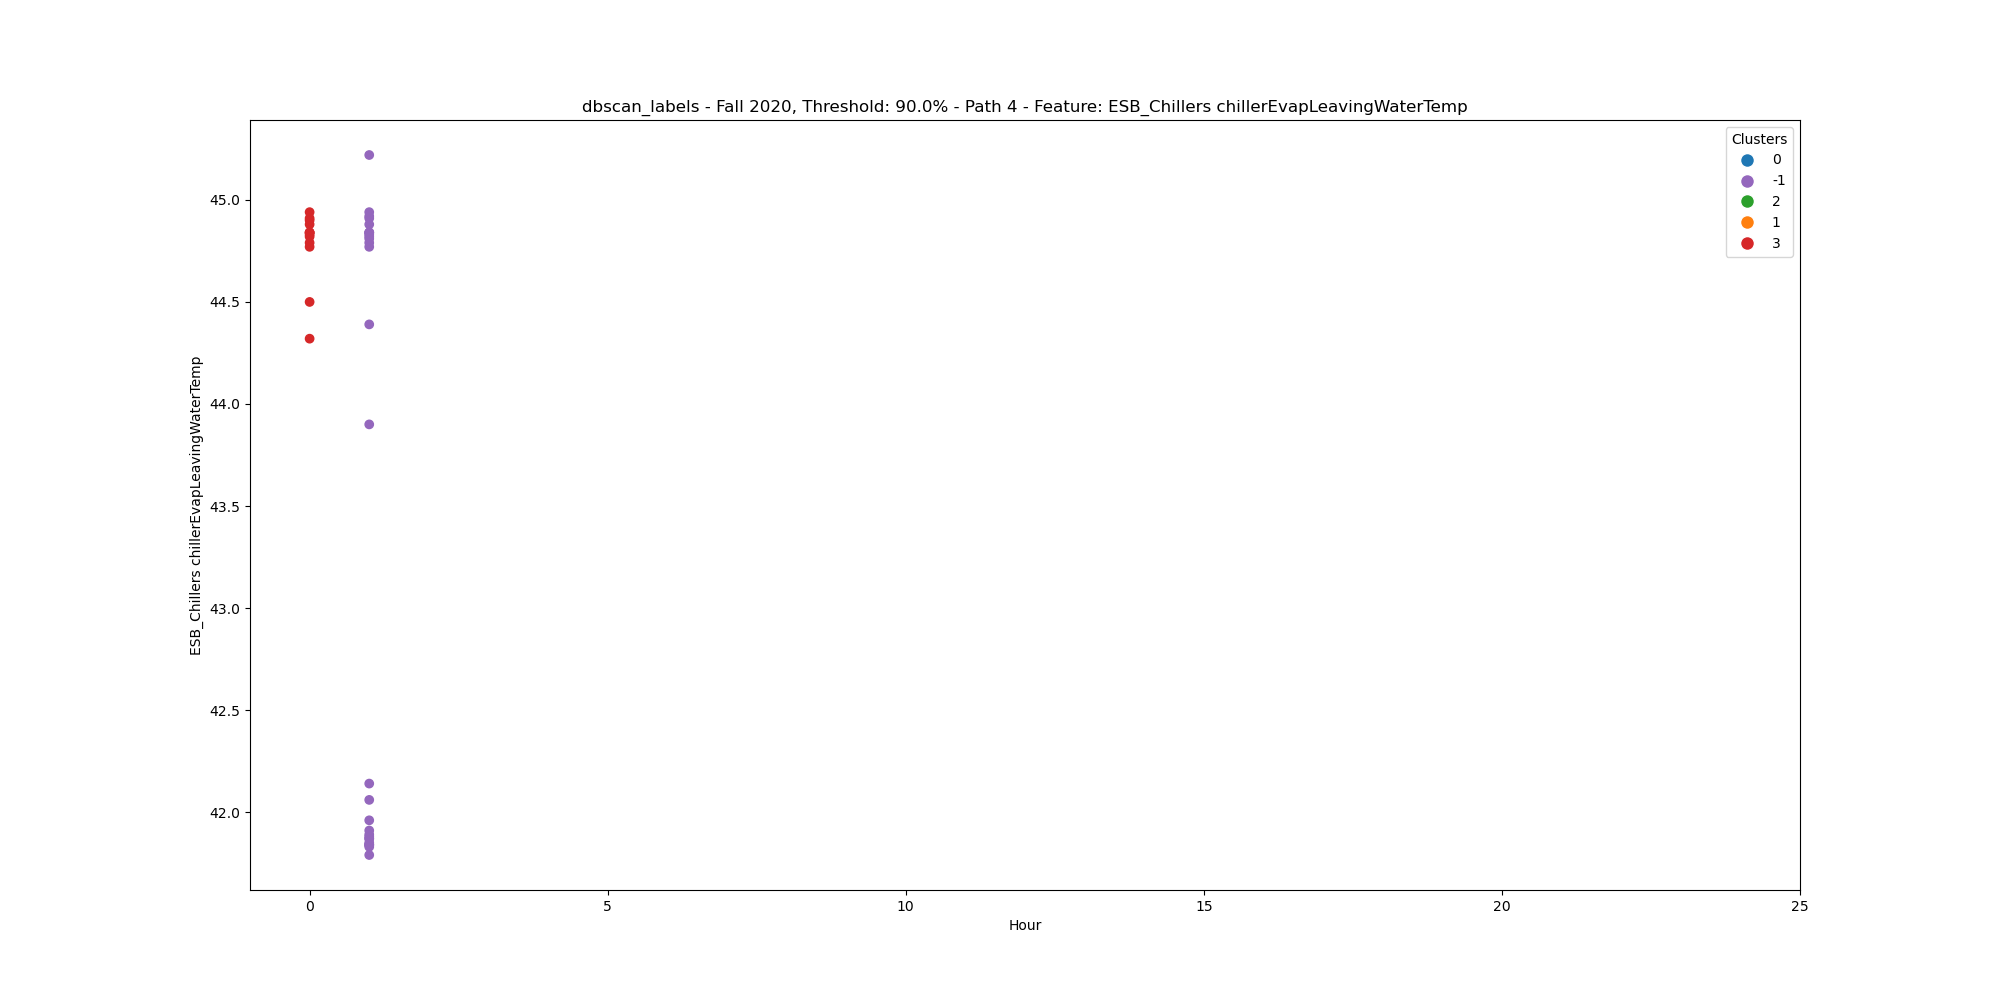 dbscan_labels - Fall 2020, Threshold: 90.0% - Path 4 - Feature: ESB_Chillers chillerEvapLeavingWaterTemp
Clusters
0
-1
2
1
3
45.0
44.5
44.0
43.5
43.0
42.5
42.0
ESB_Chillers chillerEvapLeavingWaterTemp
0 5 10 15 20 25
Hour